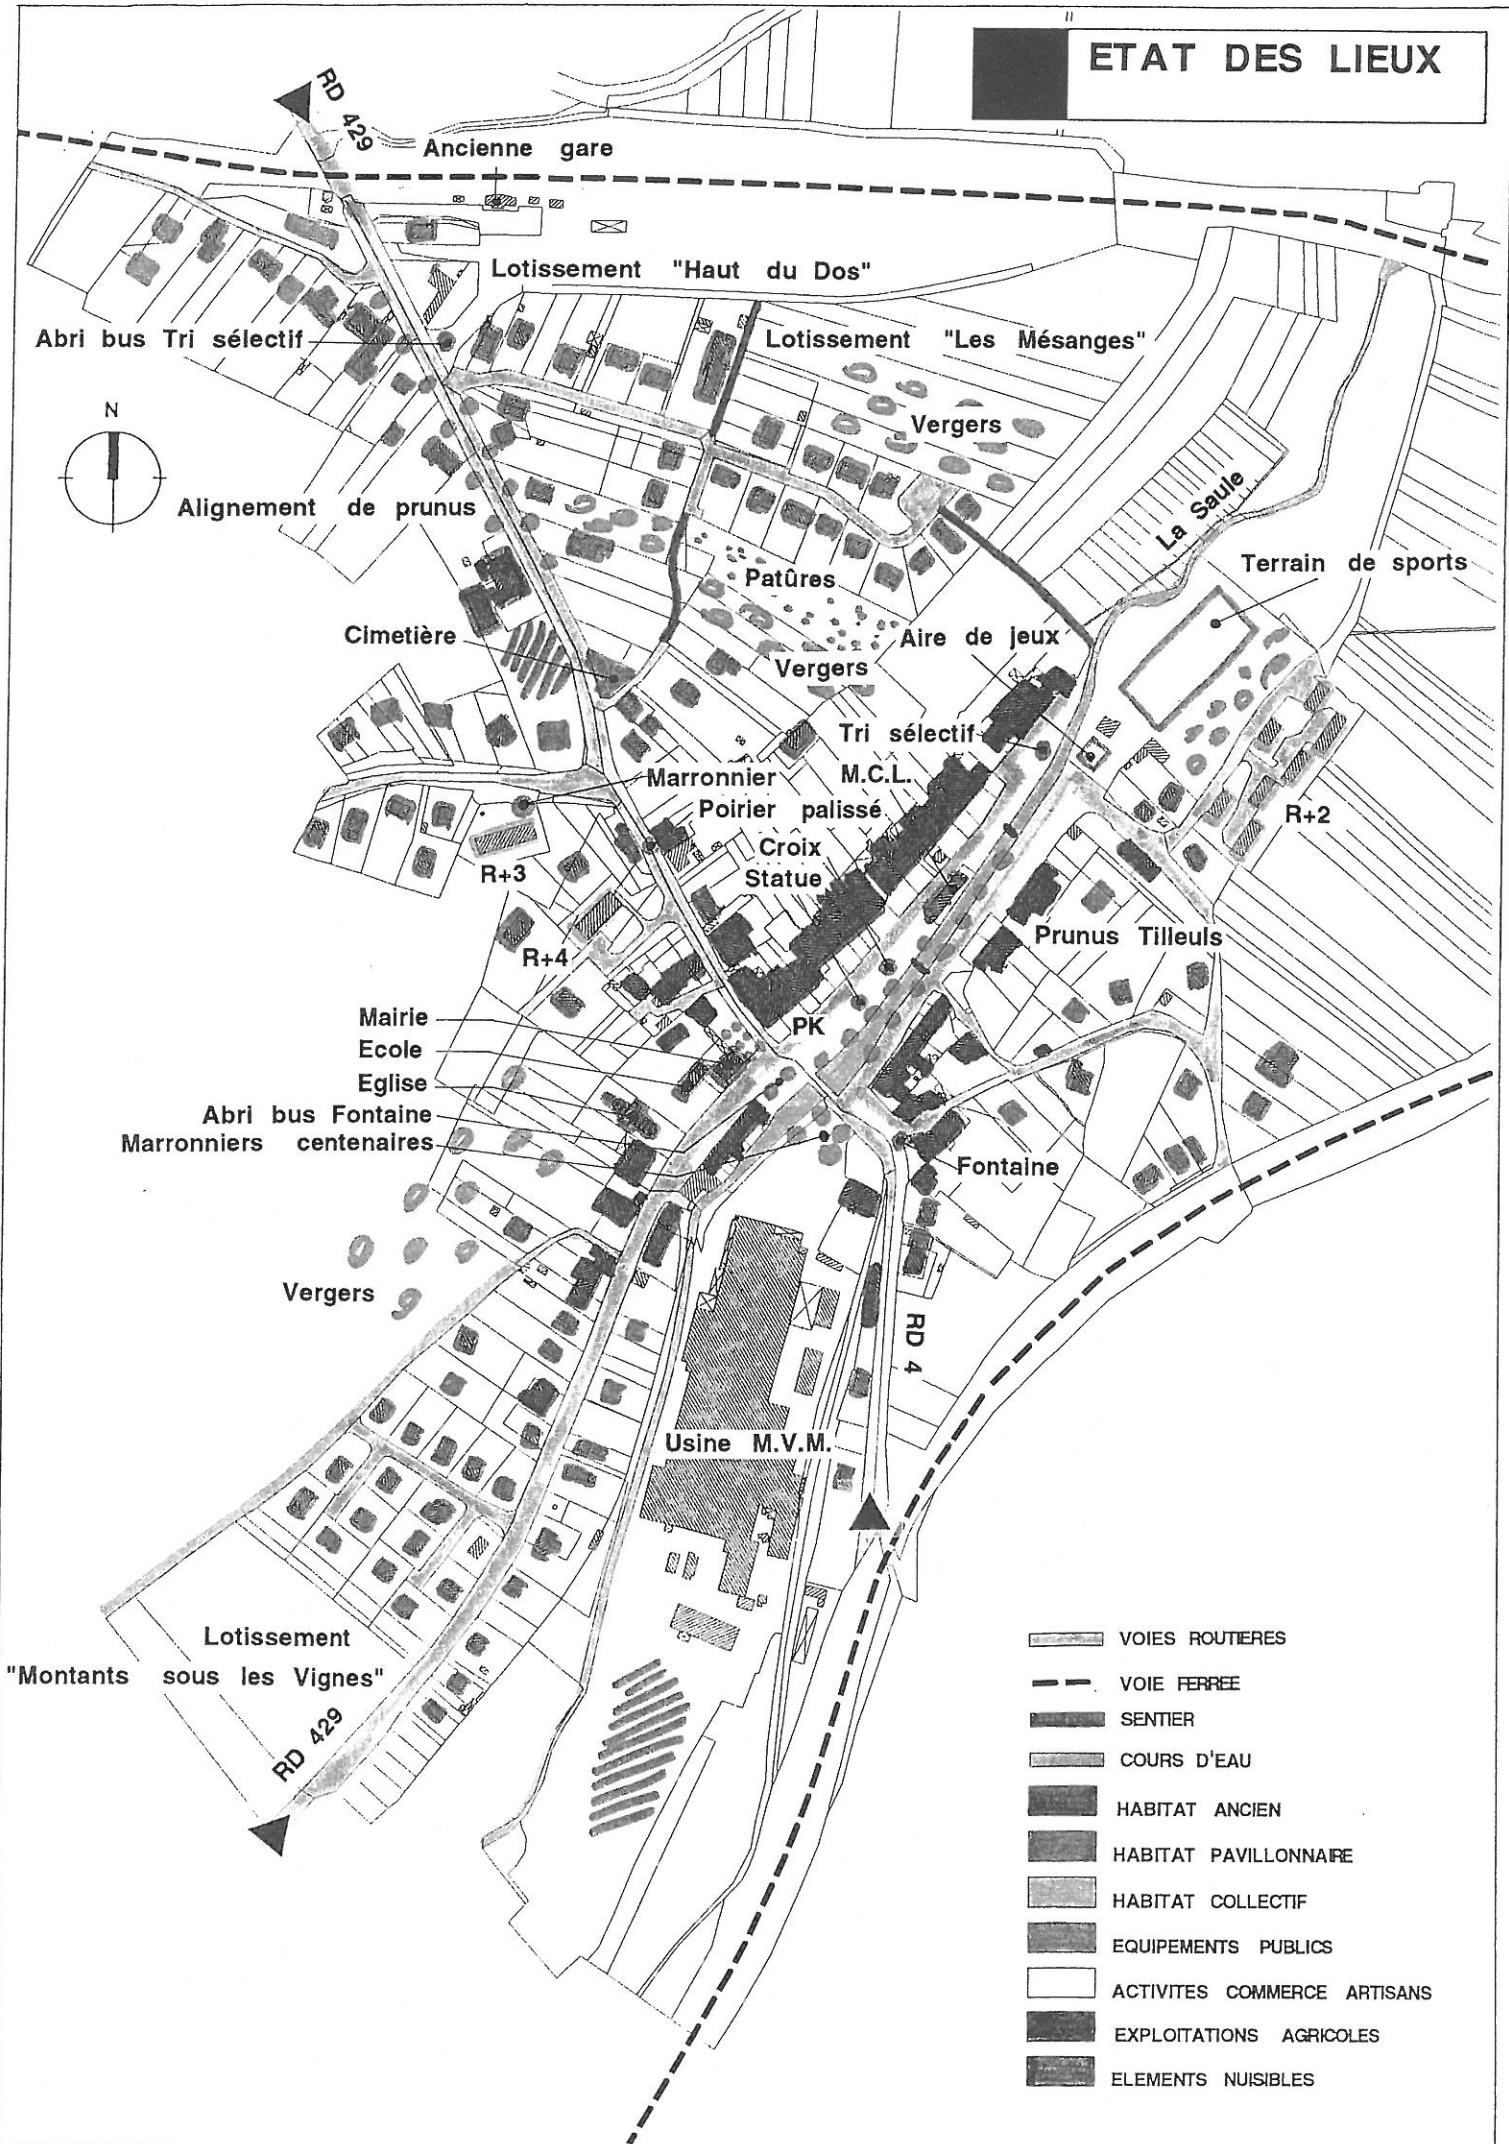 ETAT DES LIEUX
RD 429
Ancienne gare
Lotissement "Haut du Dos"
Abri bus Tri sélectif
Lotissement "Les Mésanges"
Vergers
N
Alignement de prunus
La Saule
Terrain de sports
Patûres
Cimetière
Aire de jeux
Vergers
Tri sélectif
Marronnier
M.C.L.
Poirier palissé
R+2
Croix
Statue
R+3
Prunus Tilleuls
R+4
Mairie
PK
Ecole
Eglise
Abri bus Fontaine
Marronniers centenaires
Fontaine
Vergers
RD 4
Usine M.V.M.
Lotissement
"Montants sous les Vignes"
RD 429
VOIES ROUTIERES
VOIE FERREE
SENTIER
COURS D'EAU
HABITAT ANCIEN
HABITAT PAVILLONNAIRE
HABITAT COLLECTIF
EQUIPEMENTS PUBLICS
ACTIVITES COMMERCE ARTISANS
EXPLOITATIONS AGRICOLES
ELEMENTS NUISIBLES